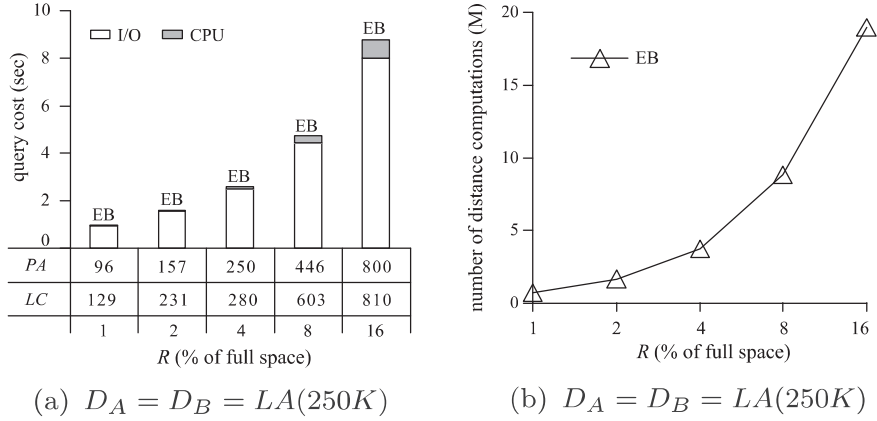 10
8
6
4
2
0
query cost (sec)
I/O CPU
EB
EB
EB
EB
EB
PA 96 157 250 446 800
LC 129 231 280 603 810
1 2 4 8 16
R (% of full space)
(a) D_A = D_B = LA(250K)
20
15
10
5
0
number of distance computations (M)
EB
1 2 4 8 16
R (% of full space)
(b) D_A = D_B = LA(250K)